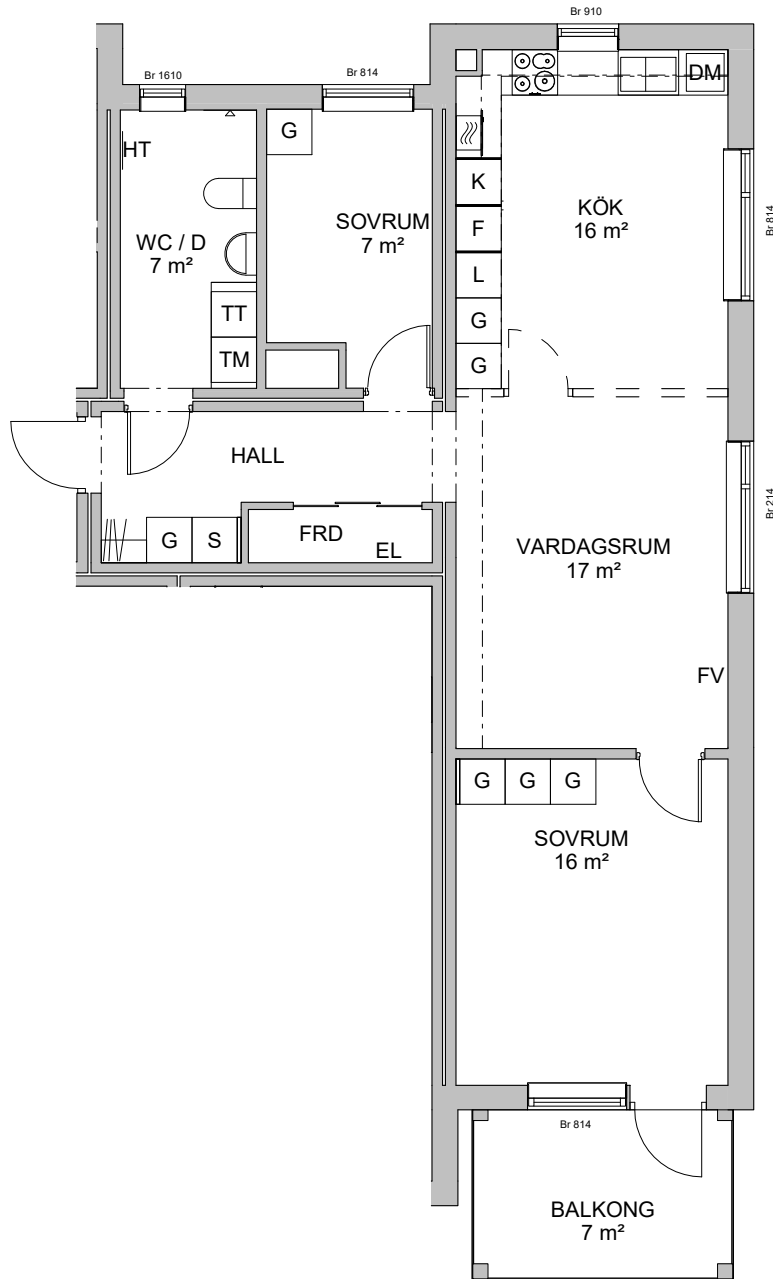 Br 910
Br 1610
Br 814
DM
G
HT
K
SOVRUM
7 m²
KÖK
16 m²
Br 814
F
WC / D
7 m²
L
TT
G
TM
G
HALL
Br 214
G
S
FRD
EL
VARDAGSRUM
17 m²
FV
G
G
G
SOVRUM
16 m²
Br 814
BALKONG
7 m²